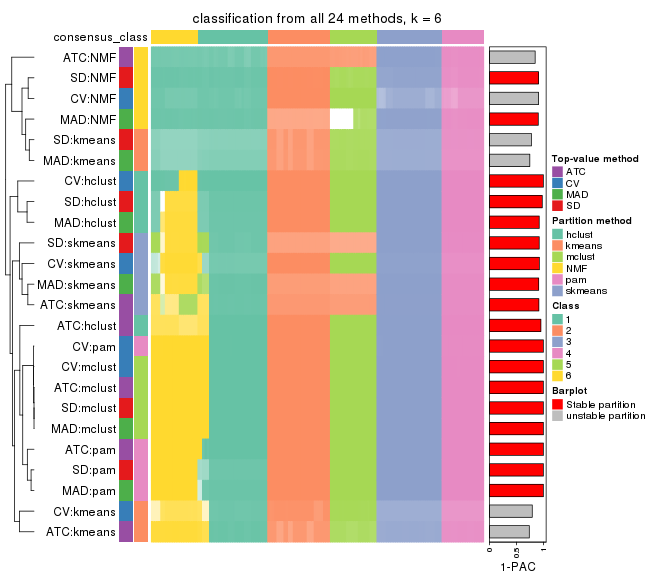 classification from all 24 methods, k = 6
consensus_class
ATC:NMF
SD:NMF
CV:NMF
MAD:NMF
SD:kmeans
MAD:kmeans
CV:hclust
SD:hclust
MAD:hclust
SD:skmeans
CV:skmeans
MAD:skmeans
ATC:skmeans
ATC:hclust
CV:pam
CV:mclust
ATC:mclust
SD:mclust
MAD:mclust
ATC:pam
SD:pam
MAD:pam
CV:kmeans
ATC:kmeans
0
0.5
1
1-PAC
Top-value method
ATC
CV
MAD
SD
Partition method
hclust
kmeans
mclust
NMF
pam
skmeans
Class
1
2
3
4
5
6
Barplot
Stable partition
unstable partition